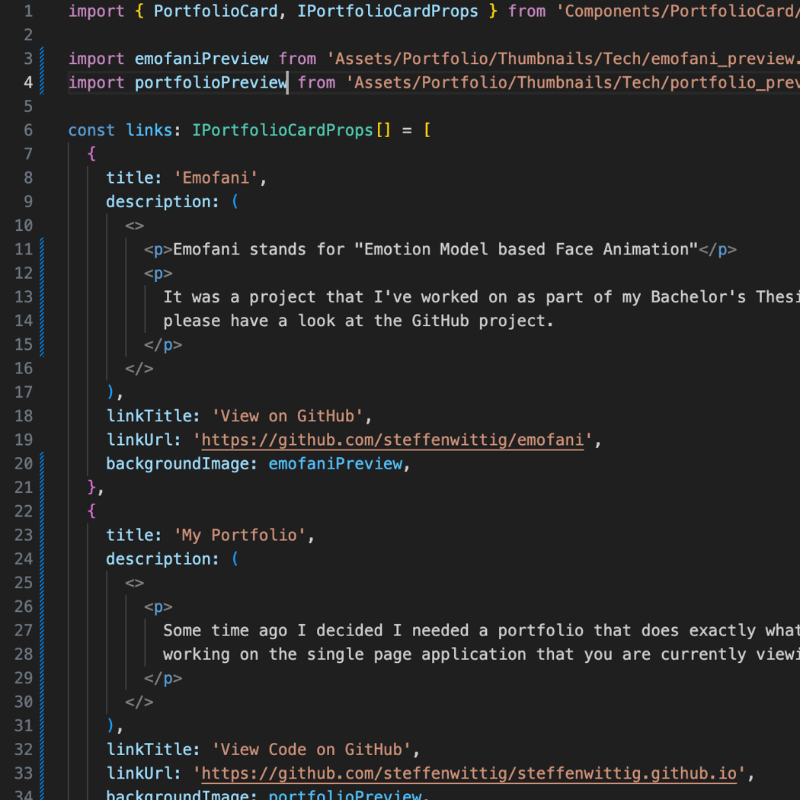 1 import { PortfolioCard, IPortfolioCardProps } from 'Components/PortfolioCard/
2
3 import emofaniPreview from 'Assets/Portfolio/Thumbnails/Tech/emofani_preview.
4 import portfolioPreview from 'Assets/Portfolio/Thumbnails/Tech/portfolio_prev
5
6 const links: IPortfolioCardProps[] = [
7 {
8 title: 'Emofani',
9 description: (
10 <>
11 <p>Emofani stands for "Emotion Model based Face Animation"</p>
12 <p>
13 It was a project that I've worked on as part of my Bachelor's Thesi
14 please have a look at the GitHub project.
15 </p>
16 </>
17 ),
18 linkTitle: 'View on GitHub',
19 linkUrl: 'https://github.com/steffenwittig/emofani',
20 backgroundImage: emofaniPreview,
21 },
22 {
23 title: 'My Portfolio',
24 description: (
25 <>
26 <p>
27 Some time ago I decided I needed a portfolio that does exactly what
28 working on the single page application that you are currently viewi
29 </p>
30 </>
31 ),
32 linkTitle: 'View Code on GitHub',
33 linkUrl: 'https://github.com/steffenwittig/steffenwittig.github.io',
34 backgroundImage: portfolioPreview,